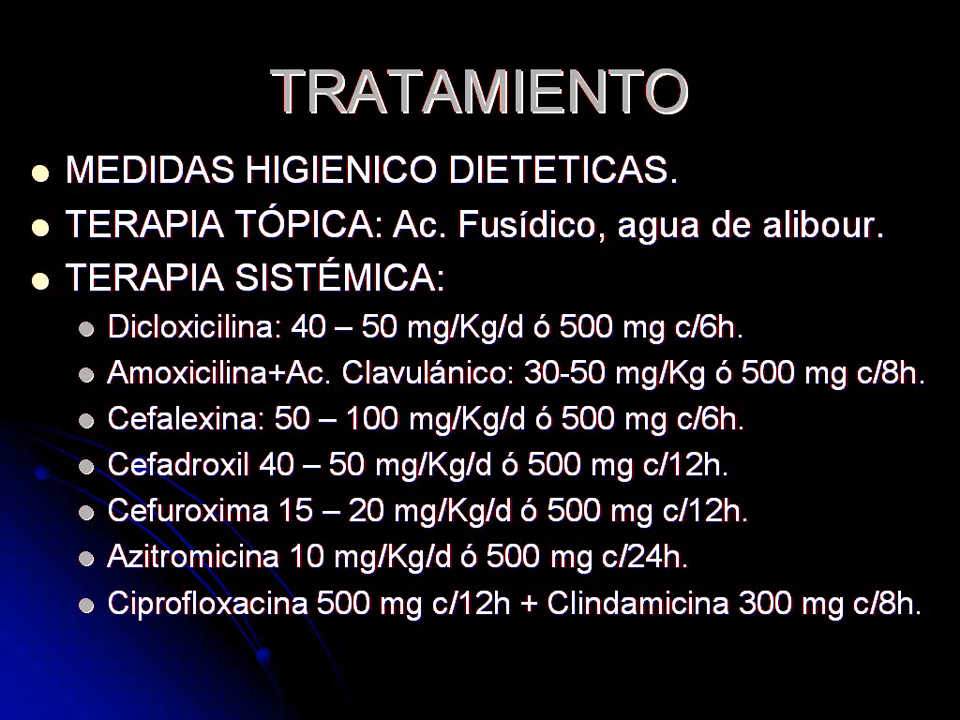 TRATAMIENTO
MEDIDAS HIGIENICO DIETETICAS.
TERAPIA TÓPICA: Ac. Fusídico, agua de alibour.
TERAPIA SISTÉMICA:
Dicloxicilina: 40 – 50 mg/Kg/d ó 500 mg c/6h.
Amoxicilina+Ac. Clavulánico: 30-50 mg/Kg ó 500 mg c/8h.
Cefalexina: 50 – 100 mg/Kg/d ó 500 mg c/6h.
Cefadroxil 40 – 50 mg/Kg/d ó 500 mg c/12h.
Cefuroxima 15 – 20 mg/Kg/d ó 500 mg c/12h.
Azitromicina 10 mg/Kg/d ó 500 mg c/24h.
Ciprofloxacina 500 mg c/12h + Clindamicina 300 mg c/8h.